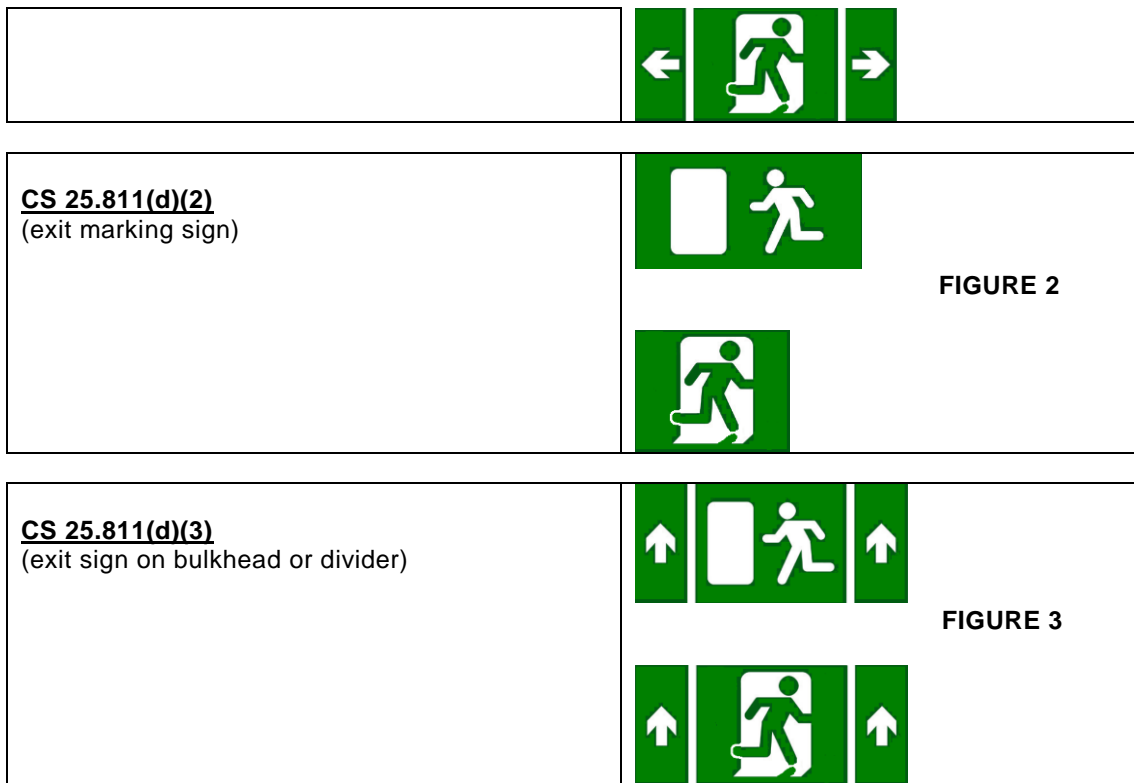 CS 25.811(d)(2)
(exit marking sign)
FIGURE 2
CS 25.811(d)(3)
(exit sign on bulkhead or divider)
FIGURE 3